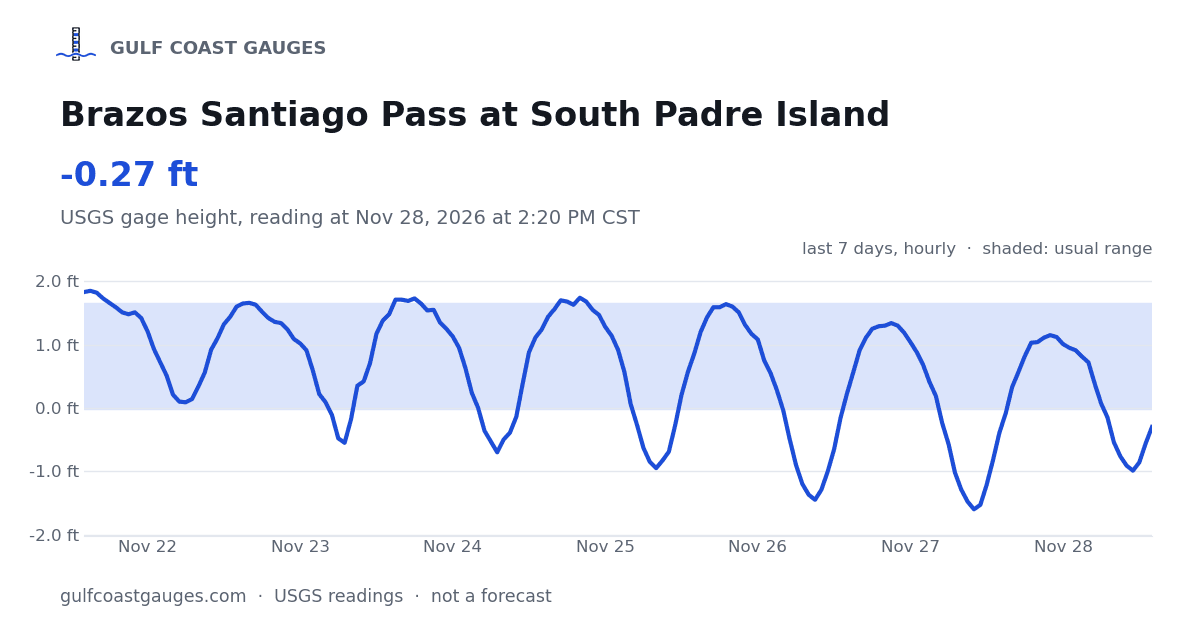 GULF COAST GAUGES
Brazos Santiago Pass at South Padre Island
-0.27 ft
USGS gage height, reading at Nov 28, 2026 at 2:20 PM CST
last 7 days, hourly · shaded: usual range
2.0 ft
1.0 ft
0.0 ft
-1.0 ft
-2.0 ft
Nov 22 Nov 23 Nov 24 Nov 25 Nov 26 Nov 27 Nov 28
gulfcoastgauges.com · USGS readings · not a forecast